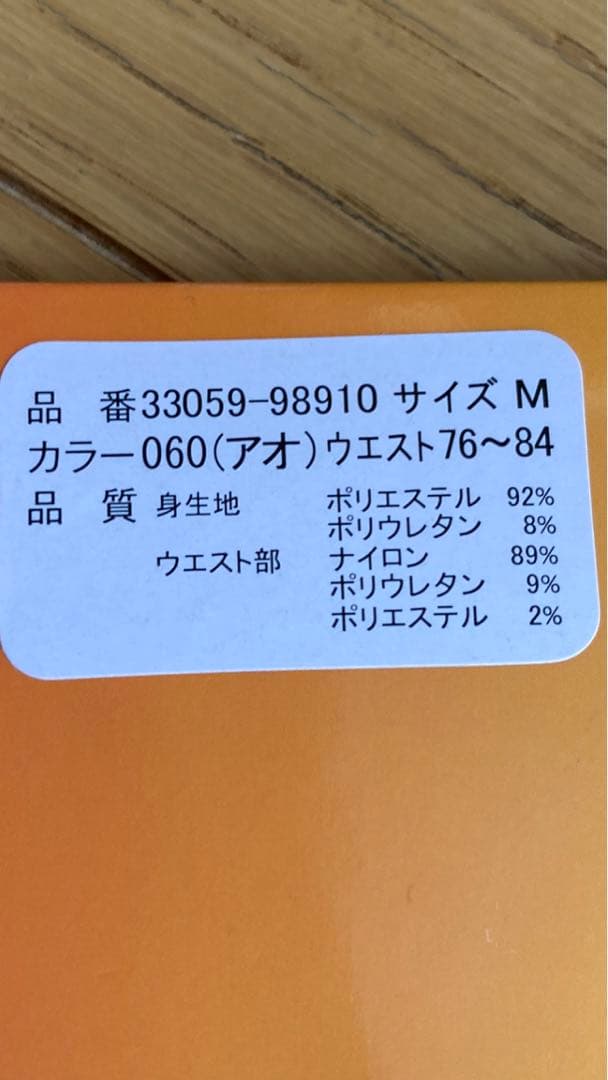 品　番33059-98910 サイズ M
カラー060(アオ)ウエスト76〜84
品　質 身生地 ポリエステル 92%
ポリウレタン 8%
ウエスト部 ナイロン 89%
ポリウレタン 9%
ポリエステル 2%